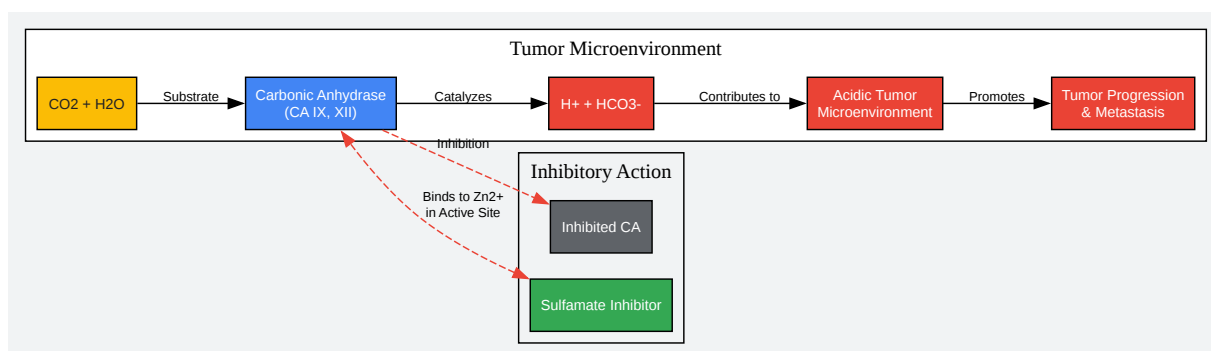 Tumor Microenvironment
CO2 + H2O
Substrate
Carbonic Anhydrase
(CA IX, XII)
Catalyzes
H+ + HCO3-
Contributes to
Acidic Tumor
Microenvironment
Promotes
Tumor Progression
& Metastasis
Inhibition
Inhibitory Action
Binds to Zn2+
in Active Site
Inhibited CA
Sulfamate Inhibitor